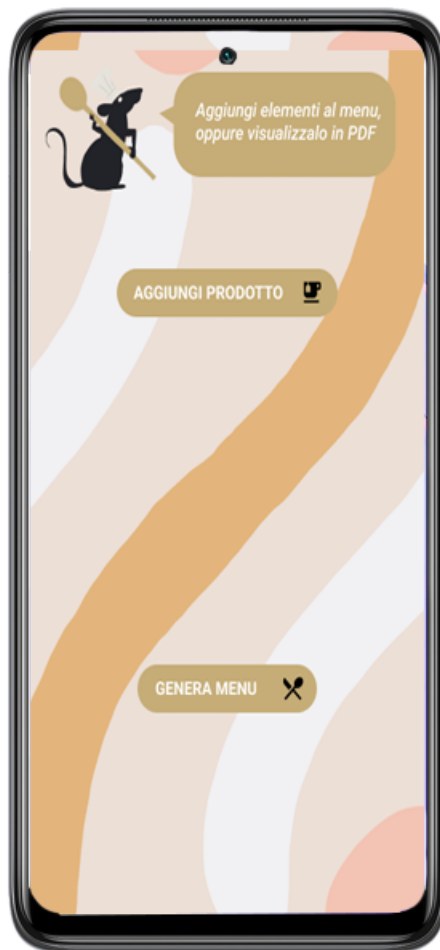 Aggiungi elementi al menu,
oppure visualizzalo in PDF
AGGIUNGI PRODOTTO
GENERA MENU